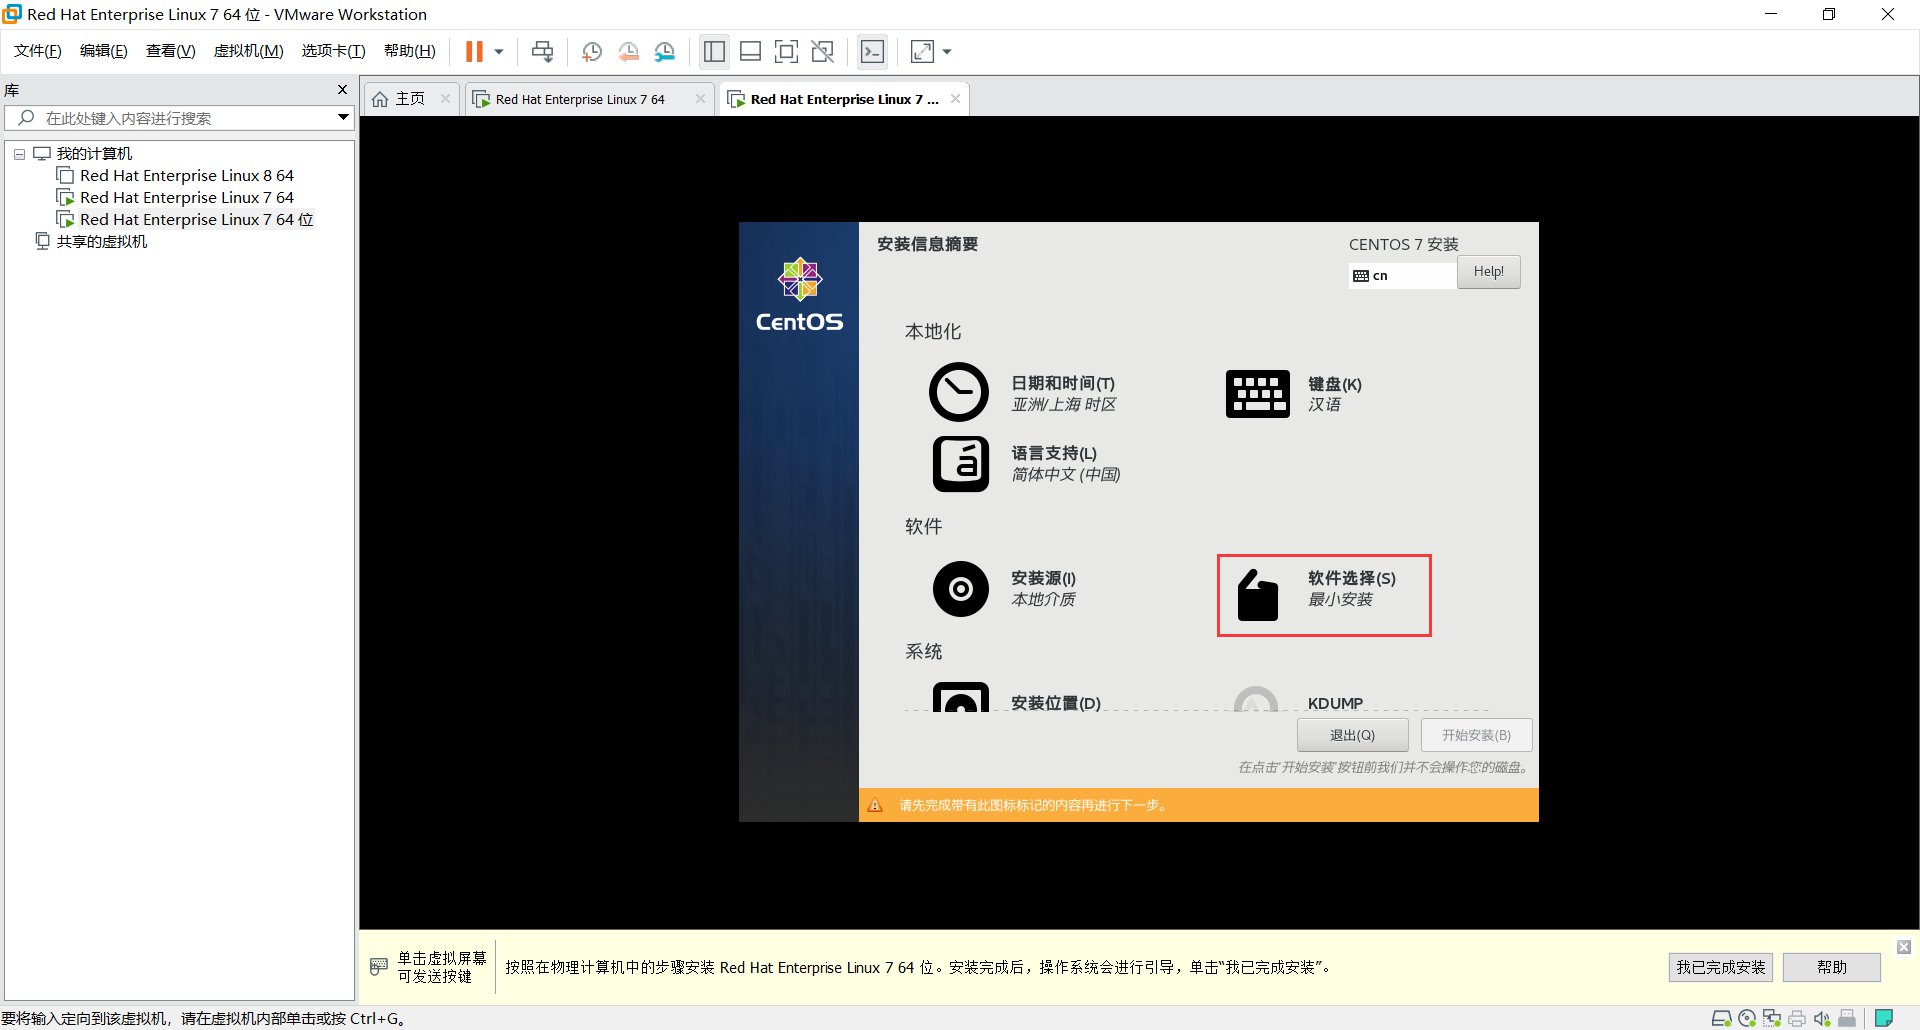 Red Hat Enterprise Linux 7 64 位 - VMware Workstation
文件(F) 编辑(E) 查看(V) 虚拟机(M) 选项卡(T) 帮助(H)
库
在此处键入内容进行搜索
我的计算机
Red Hat Enterprise Linux 8 64
Red Hat Enterprise Linux 7 64
Red Hat Enterprise Linux 7 64 位
共享的虚拟机
主页
Red Hat Enterprise Linux 7 64
Red Hat Enterprise Linux 7 ...
CentOS
安装信息摘要
CENTOS 7 安装
cn
Help!
本地化
日期和时间(T)
亚洲/上海 时区
键盘(K)
汉语
语言支持(L)
简体中文 (中国)
软件
安装源(I)
本地介质
软件选择(S)
最小安装
系统
安装位置(D)
KDUMP
退出(Q)
开始安装(B)
在点击“开始安装”按钮前我们并不会操作您的磁盘。
请先完成带有此图标标记的内容再进行下一步。
单击虚拟屏幕
可发送按键
按照在物理计算机中的步骤安装 Red Hat Enterprise Linux 7 64 位。安装完成后，操作系统会进行引导，单击“我已完成安装”。
我已完成安装
帮助
要将输入定向到该虚拟机，请在虚拟机内部单击或按 Ctrl+G。